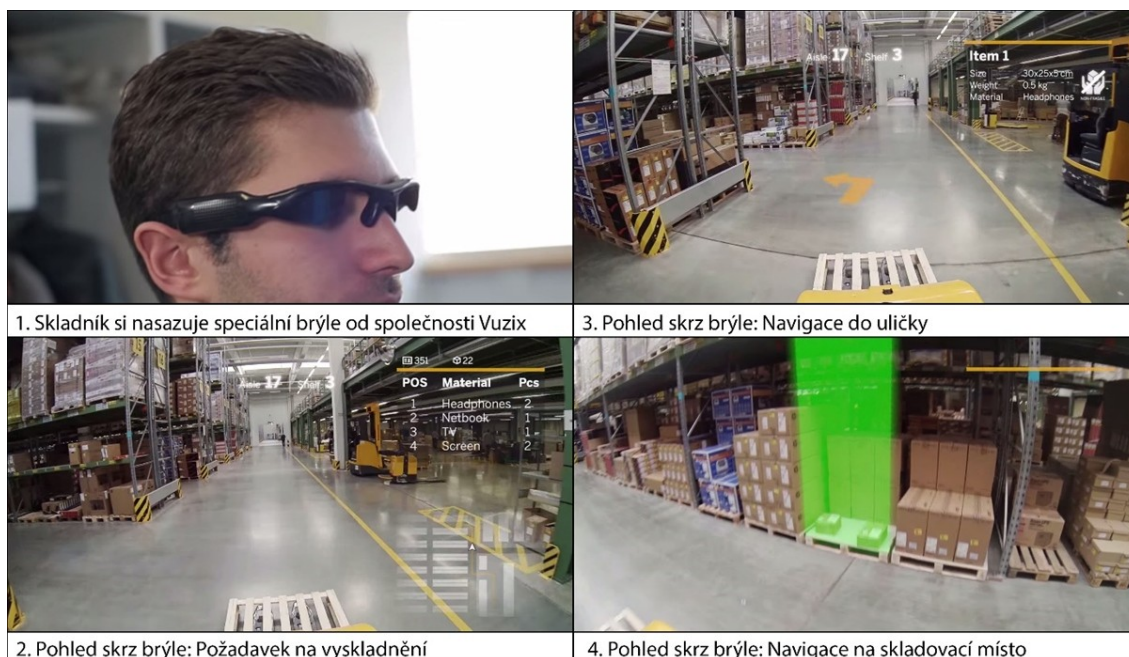 1. Skladník si nasazuje speciální brýle od společnosti Vuzix
Aisle 17 Shelf 3
351 22
POS Material Pcs
1 Headphones 2
2 Netbook 1
3 TV 1
4 Screen 2
2. Pohled skrz brýle: Požadavek na vyskladnění
Aisle 17 Shelf 3
Item 1
Size 30x25x5 cm
Weight 0.5 kg
Material Headphones
3. Pohled skrz brýle: Navigace do uličky
4. Pohled skrz brýle: Navigace na skladovací místo